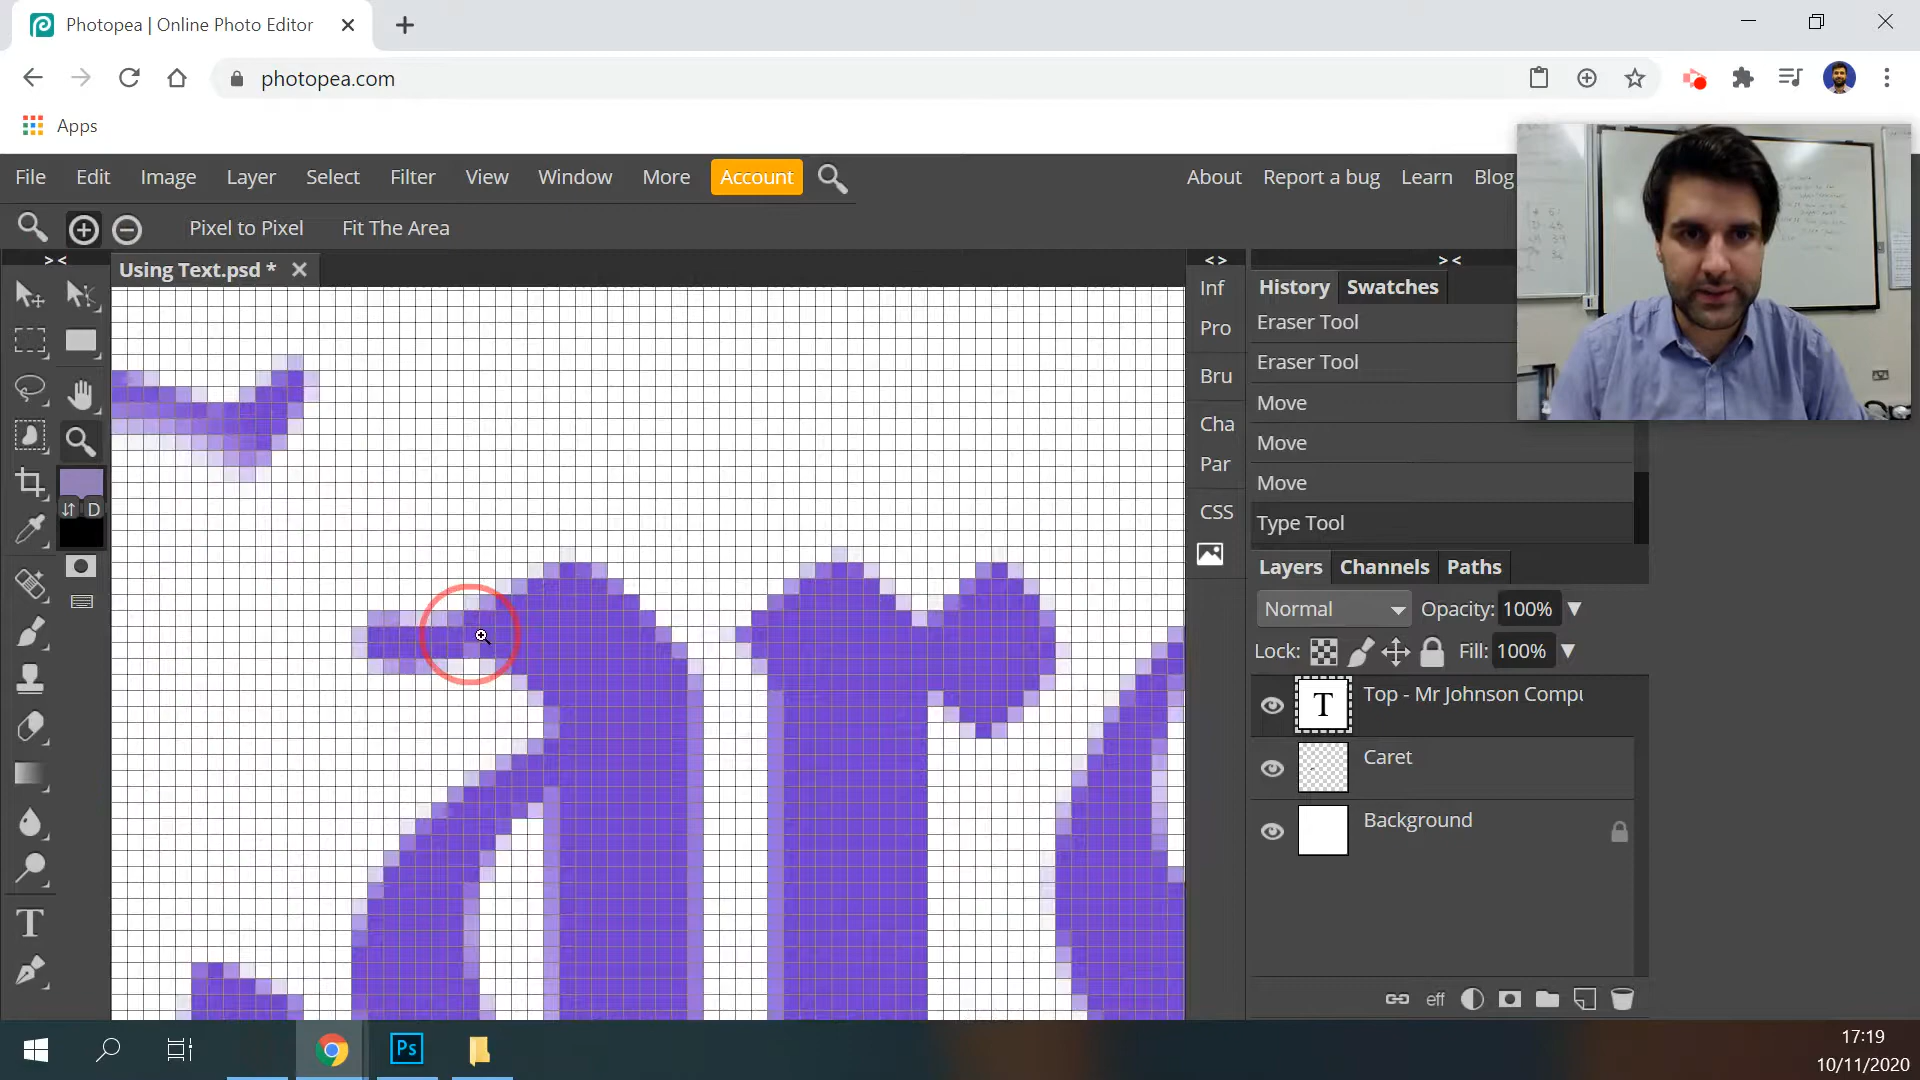 Photopea | Online Photo Editor
photopea.com
Apps
File Edit Image Layer Select Filter View Window More Account
About Report a bug Learn Blog
Pixel to Pixel Fit The Area
> <
Using Text.psd *
< >
> <
Inf
Pro
Bru
Cha
Par
CSS
History Swatches
Eraser Tool
Eraser Tool
Move
Move
Move
Type Tool
D
Layers Channels Paths
Normal Opacity: 100%
Lock: Fill: 100%
T Top - Mr Johnson Compu
Caret
Background
T
eff
Ps
17:19
10/11/2020